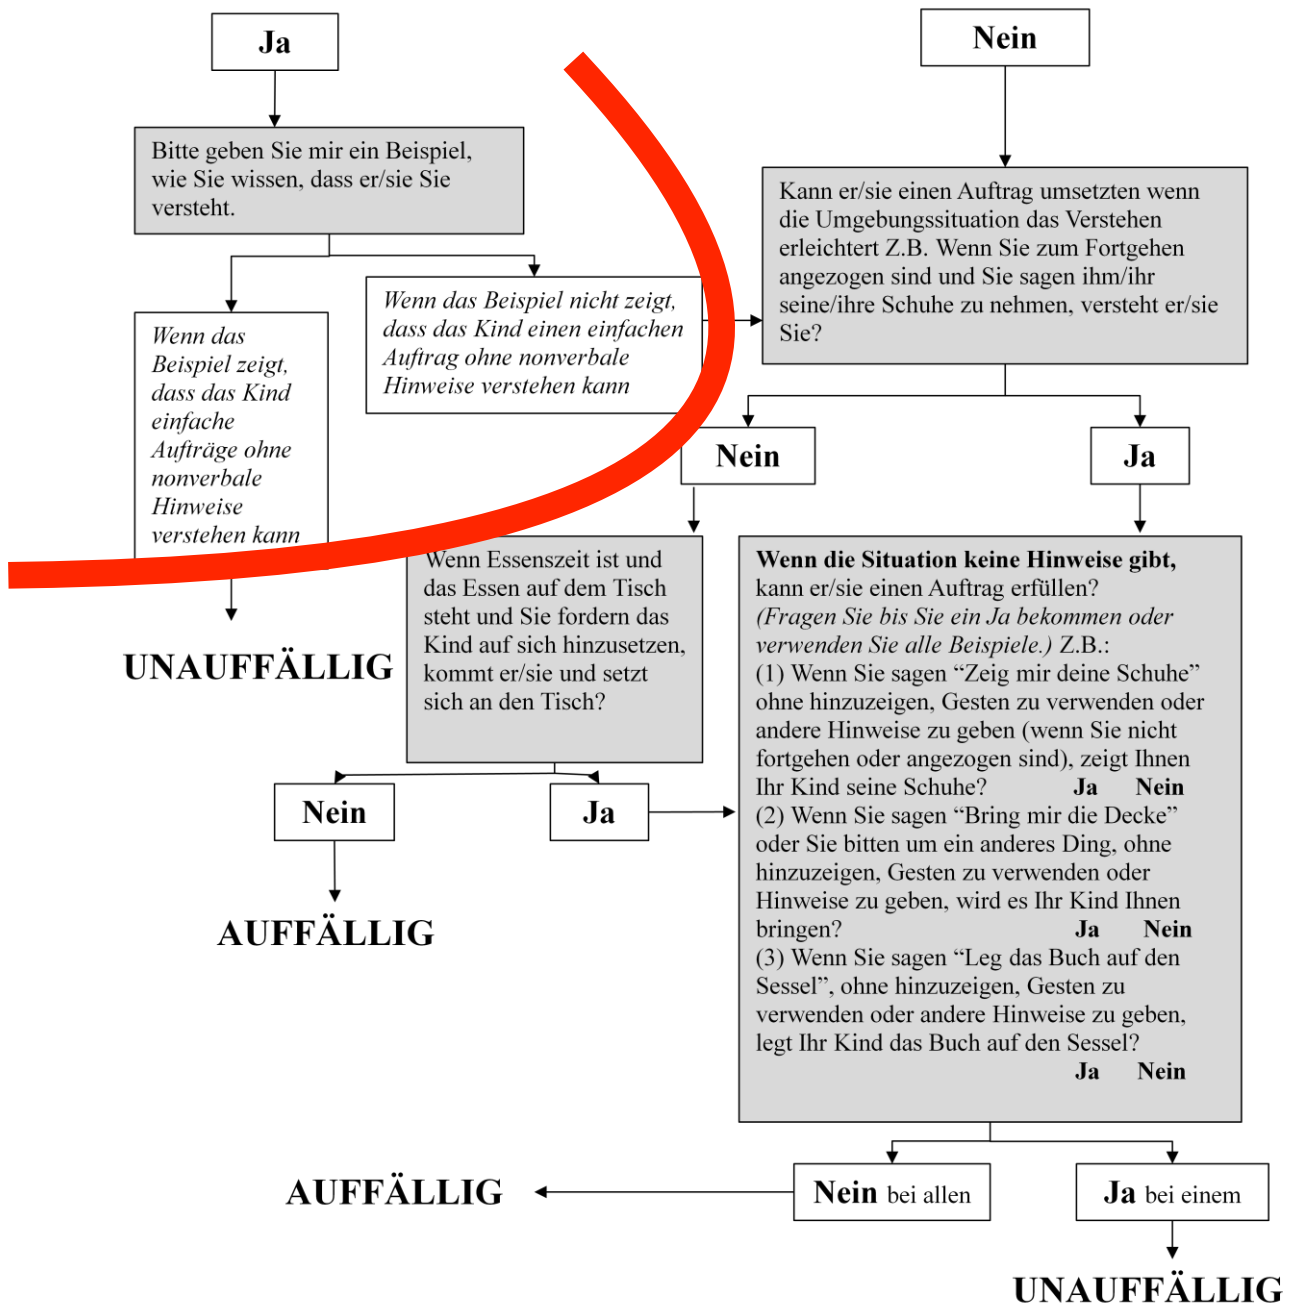 Ja
Nein
Bitte geben Sie mir ein Beispiel,
wie Sie wissen, dass er/sie Sie
versteht.
Kann er/sie einen Auftrag umsetzten wenn
die Umgebungssituation das Verstehen
erleichtert Z.B. Wenn Sie zum Fortgehen
angezogen sind und Sie sagen ihm/ihr
seine/ihre Schuhe zu nehmen, versteht er/sie
Sie?
Wenn das
Beispiel zeigt,
dass das Kind
einfache
Aufträge ohne
nonverbale
Hinweise
verstehen kann
Wenn das Beispiel nicht zeigt,
dass das Kind einen einfachen
Auftrag ohne nonverbale
Hinweise verstehen kann
Nein
Ja
UNAUFFÄLLIG
Wenn Essenszeit ist und
das Essen auf dem Tisch
steht und Sie fordern das
Kind auf sich hinzusetzen,
kommt er/sie und setzt
sich an den Tisch?
Wenn die Situation keine Hinweise gibt,
kann er/sie einen Auftrag erfüllen?
(Fragen Sie bis Sie ein Ja bekommen oder
verwenden Sie alle Beispiele.) Z.B.:
(1) Wenn Sie sagen “Zeig mir deine Schuhe”
ohne hinzuzeigen, Gesten zu verwenden oder
andere Hinweise zu geben (wenn Sie nicht
fortgehen oder angezogen sind), zeigt Ihnen
Ihr Kind seine Schuhe? Ja Nein
(2) Wenn Sie sagen “Bring mir die Decke”
oder Sie bitten um ein anderes Ding, ohne
hinzuzeigen, Gesten zu verwenden oder
Hinweise zu geben, wird es Ihr Kind Ihnen
bringen? Ja Nein
(3) Wenn Sie sagen “Leg das Buch auf den
Sessel”, ohne hinzuzeigen, Gesten zu
verwenden oder andere Hinweise zu geben,
legt Ihr Kind das Buch auf den Sessel?
Ja Nein
Nein
Ja
AUFFÄLLIG
AUFFÄLLIG
Nein bei allen
Ja bei einem
UNAUFFÄLLIG